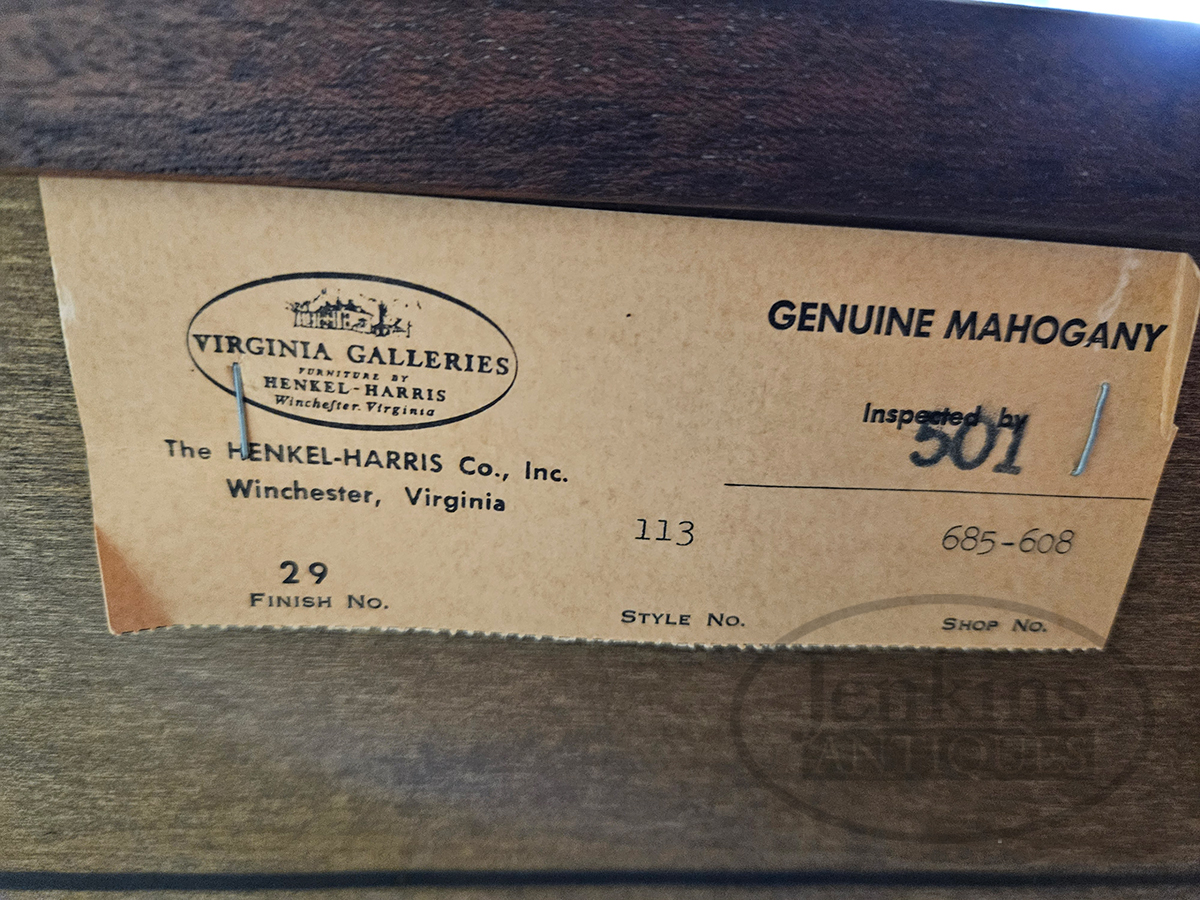 VIRGINIA GALLERIES
FURNITURE BY
HENKEL-HARRIS
Winchester, Virginia
The HENKEL-HARRIS Co., Inc.
Winchester, Virginia
29
FINISH NO.
113
STYLE NO.
GENUINE MAHOGANY
Inspected by
501
685-608
SHOP NO.
Jenkins
ANTIQUES